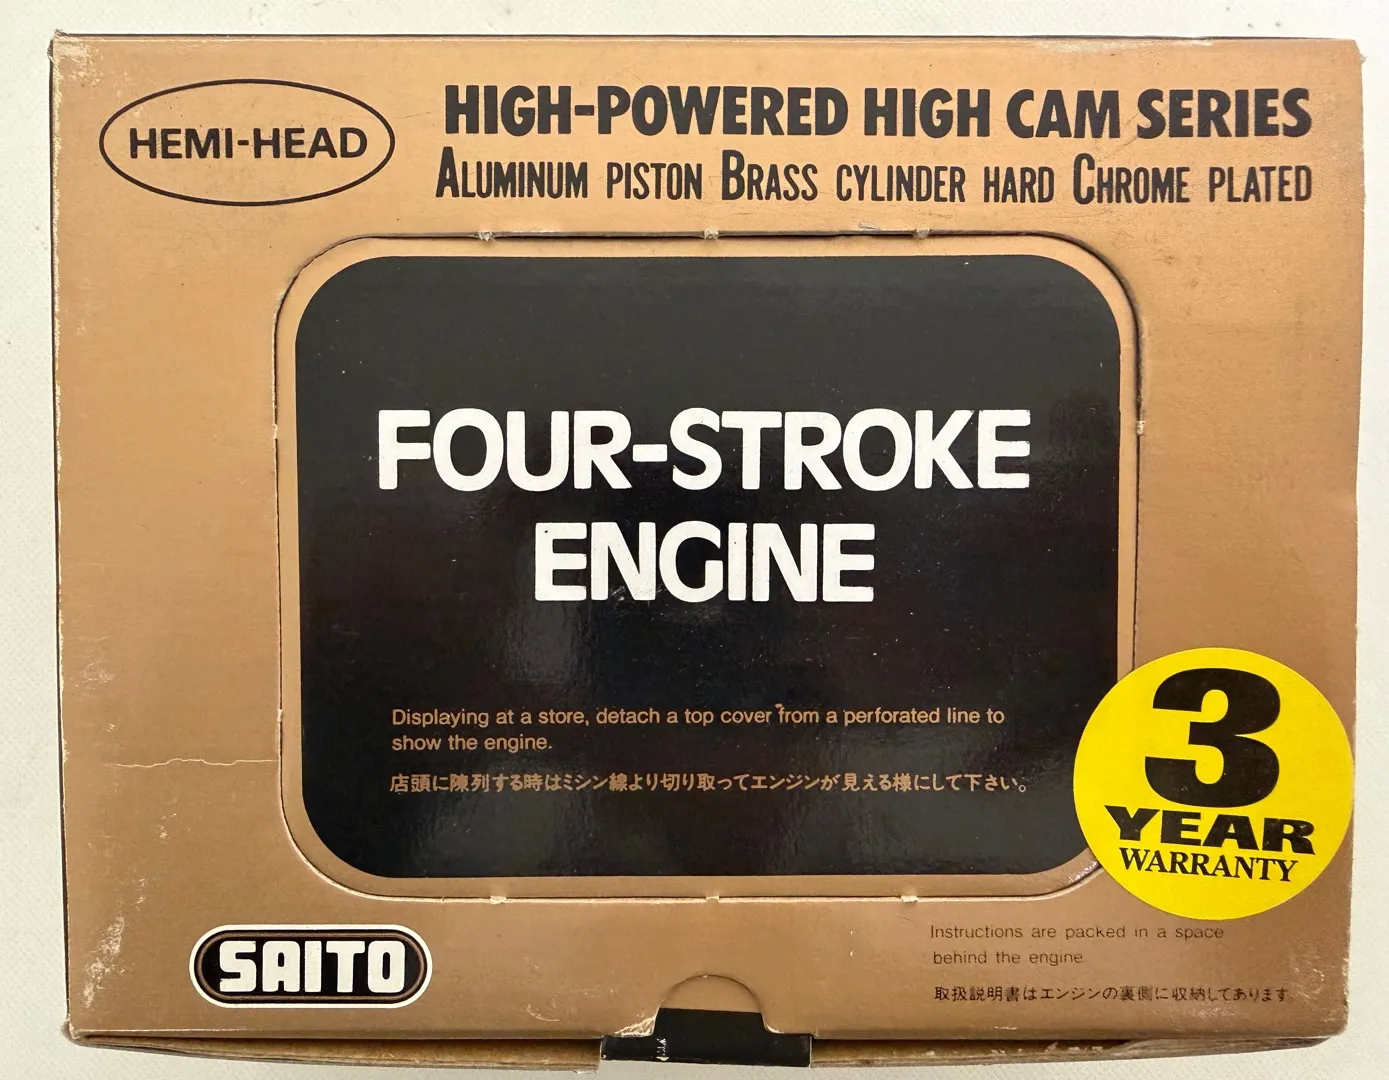 HEMI-HEAD
HIGH-POWERED HIGH CAM SERIES
ALUMINUM PISTON BRASS CYLINDER HARD CHROME PLATED
FOUR-STROKE
ENGINE
Displaying at a store, detach a top cover from a perforated line to
show the engine.
店頭に陳列する時はミシン線より切り取ってエンジンが見える様にして下さい。
3
YEAR
WARRANTY
SAITO
Instructions are packed in a space
behind the engine
取扱説明書はエンジンの裏側に収納してあります